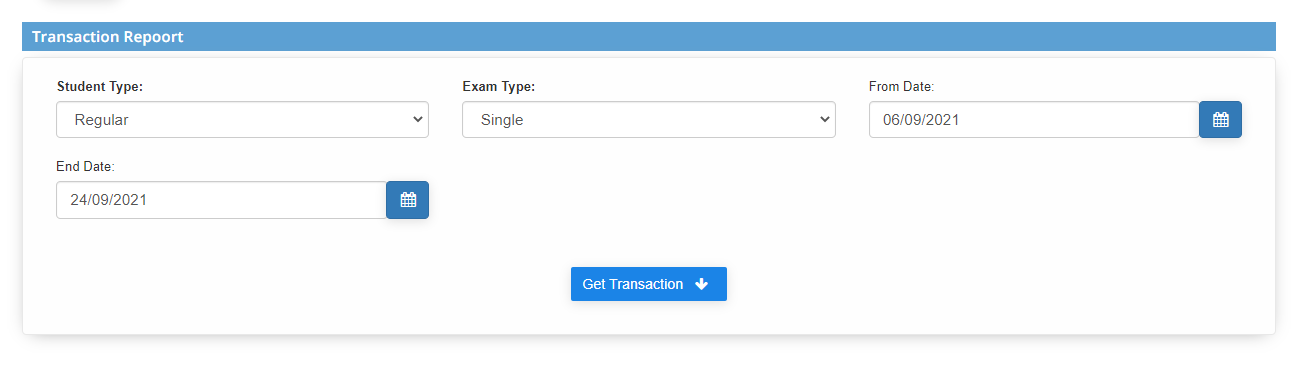 Transaction Repoort
Student Type:
Exam Type:
From Date:
Regular
Single
06/09/2021
End Date:
24/09/2021
Get Transaction